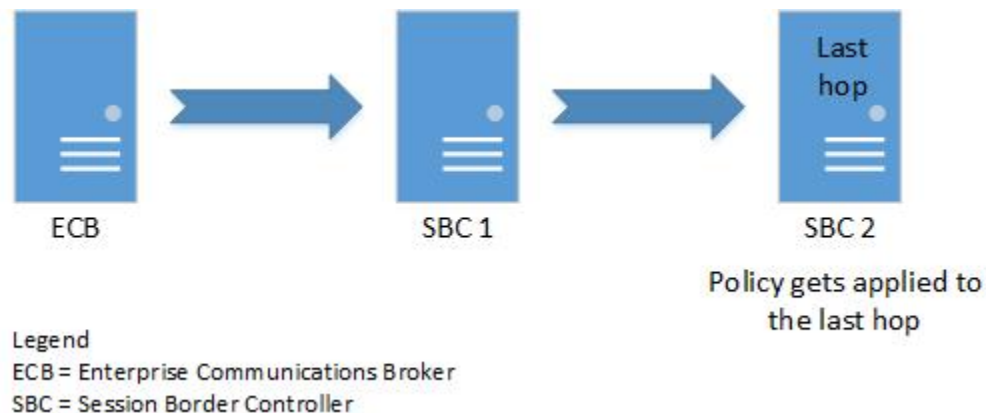 Last
hop
ECB
SBC 1
SBC 2
Policy gets applied to
the last hop
Legend
ECB = Enterprise Communications Broker
SBC = Session Border Controller